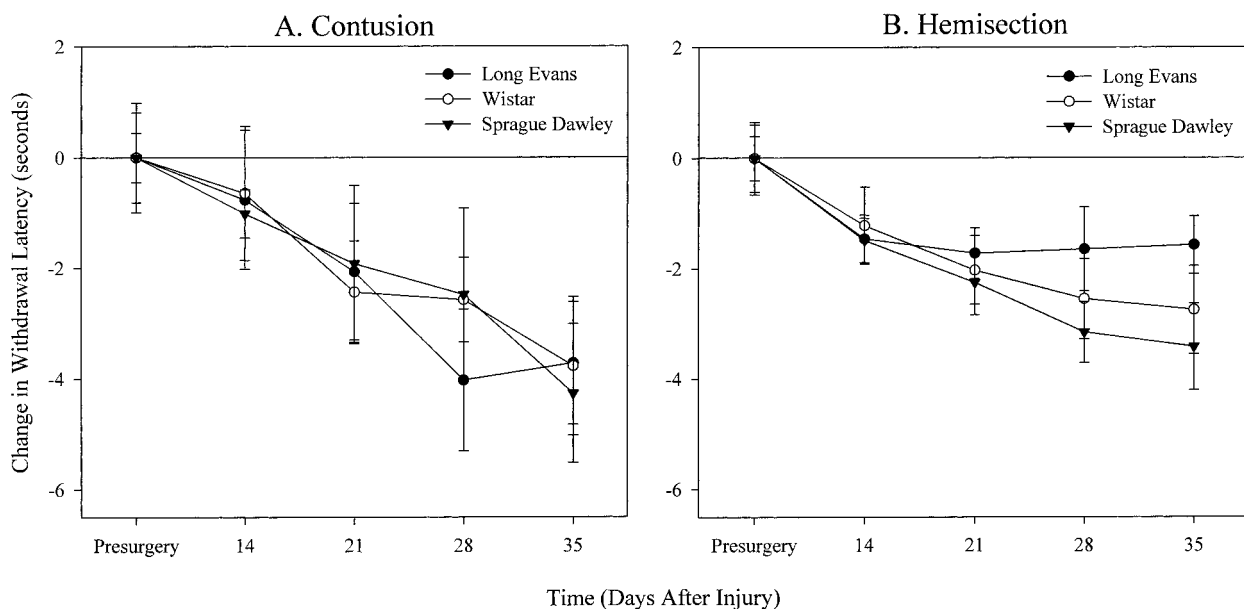 A. Contusion
B. Hemisection
Change in Withdrawal Latency (seconds)
2
0
-2
-4
-6
Long Evans
Wistar
Sprague Dawley
Presurgery 14 21 28 35
2
0
-2
-4
-6
Long Evans
Wistar
Sprague Dawley
Presurgery 14 21 28 35
Time (Days After Injury)